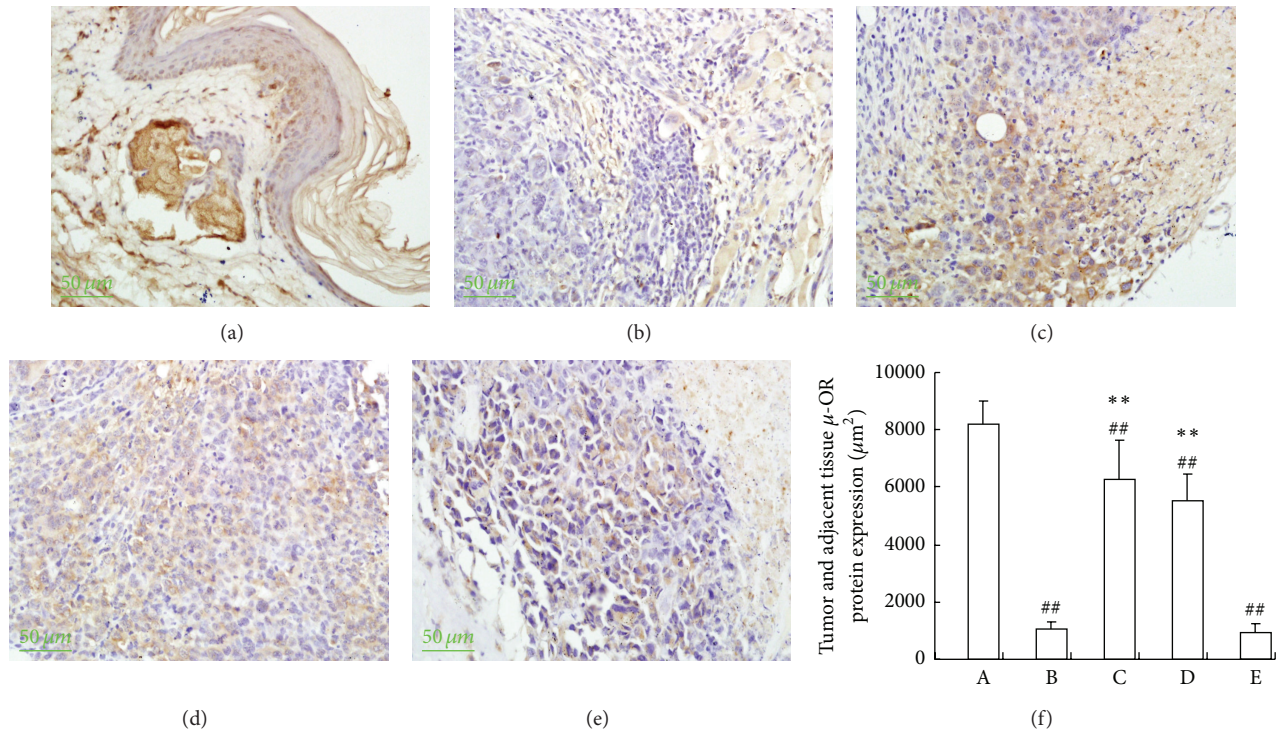 50 μm
50 μm
50 μm
(a)
(b)
(c)
50 μm
50 μm
(d)
(e)
Tumor and adjacent tissue μ-OR
protein expression (μm²)
10000
8000
6000
4000
2000
0
##
**
##
**
##
##
A
B
C
D
E
(f)